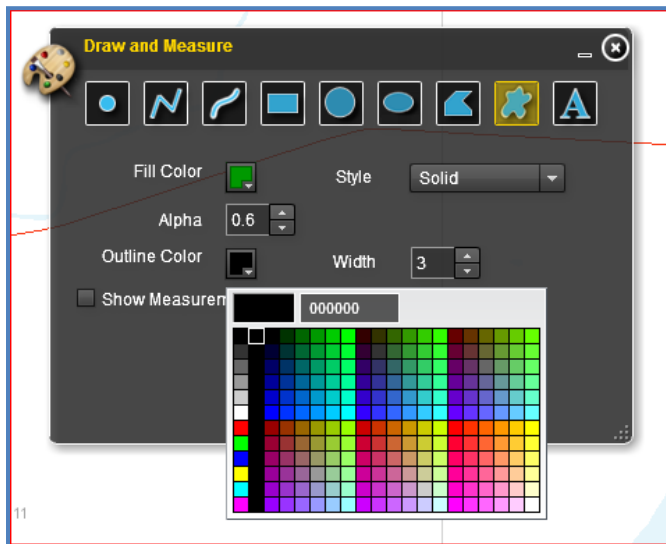 Draw and Measure
A
Fill Color
Style
Solid
Alpha
0.6
Outline Color
Width
3
Show Measurem
000000
11